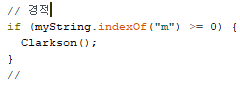 // 경적
if (myString.indexOf("m") >= 0) {
  Clarkson();
}
//